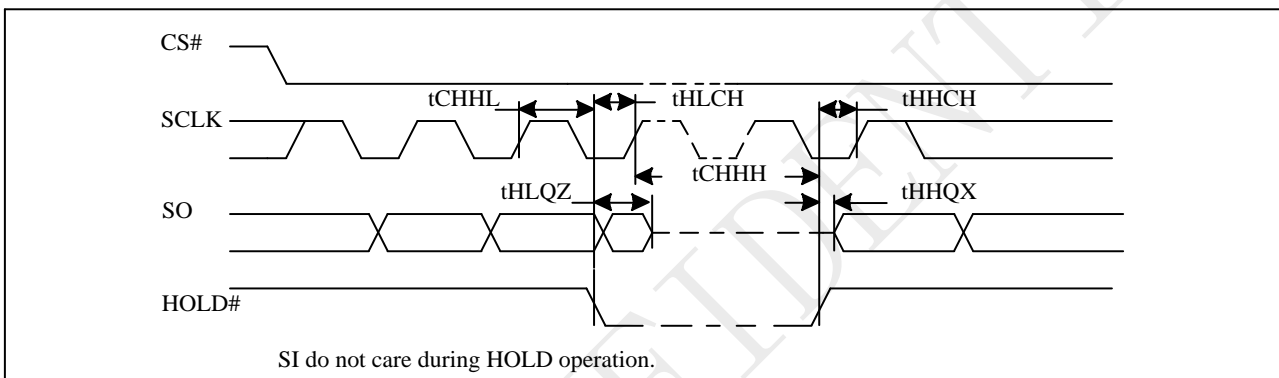 CS#
tCHHL tHLCH tHHCH
SCLK
tCHHH
tHLQZ tHHQX
SO
HOLD#
SI do not care during HOLD operation.